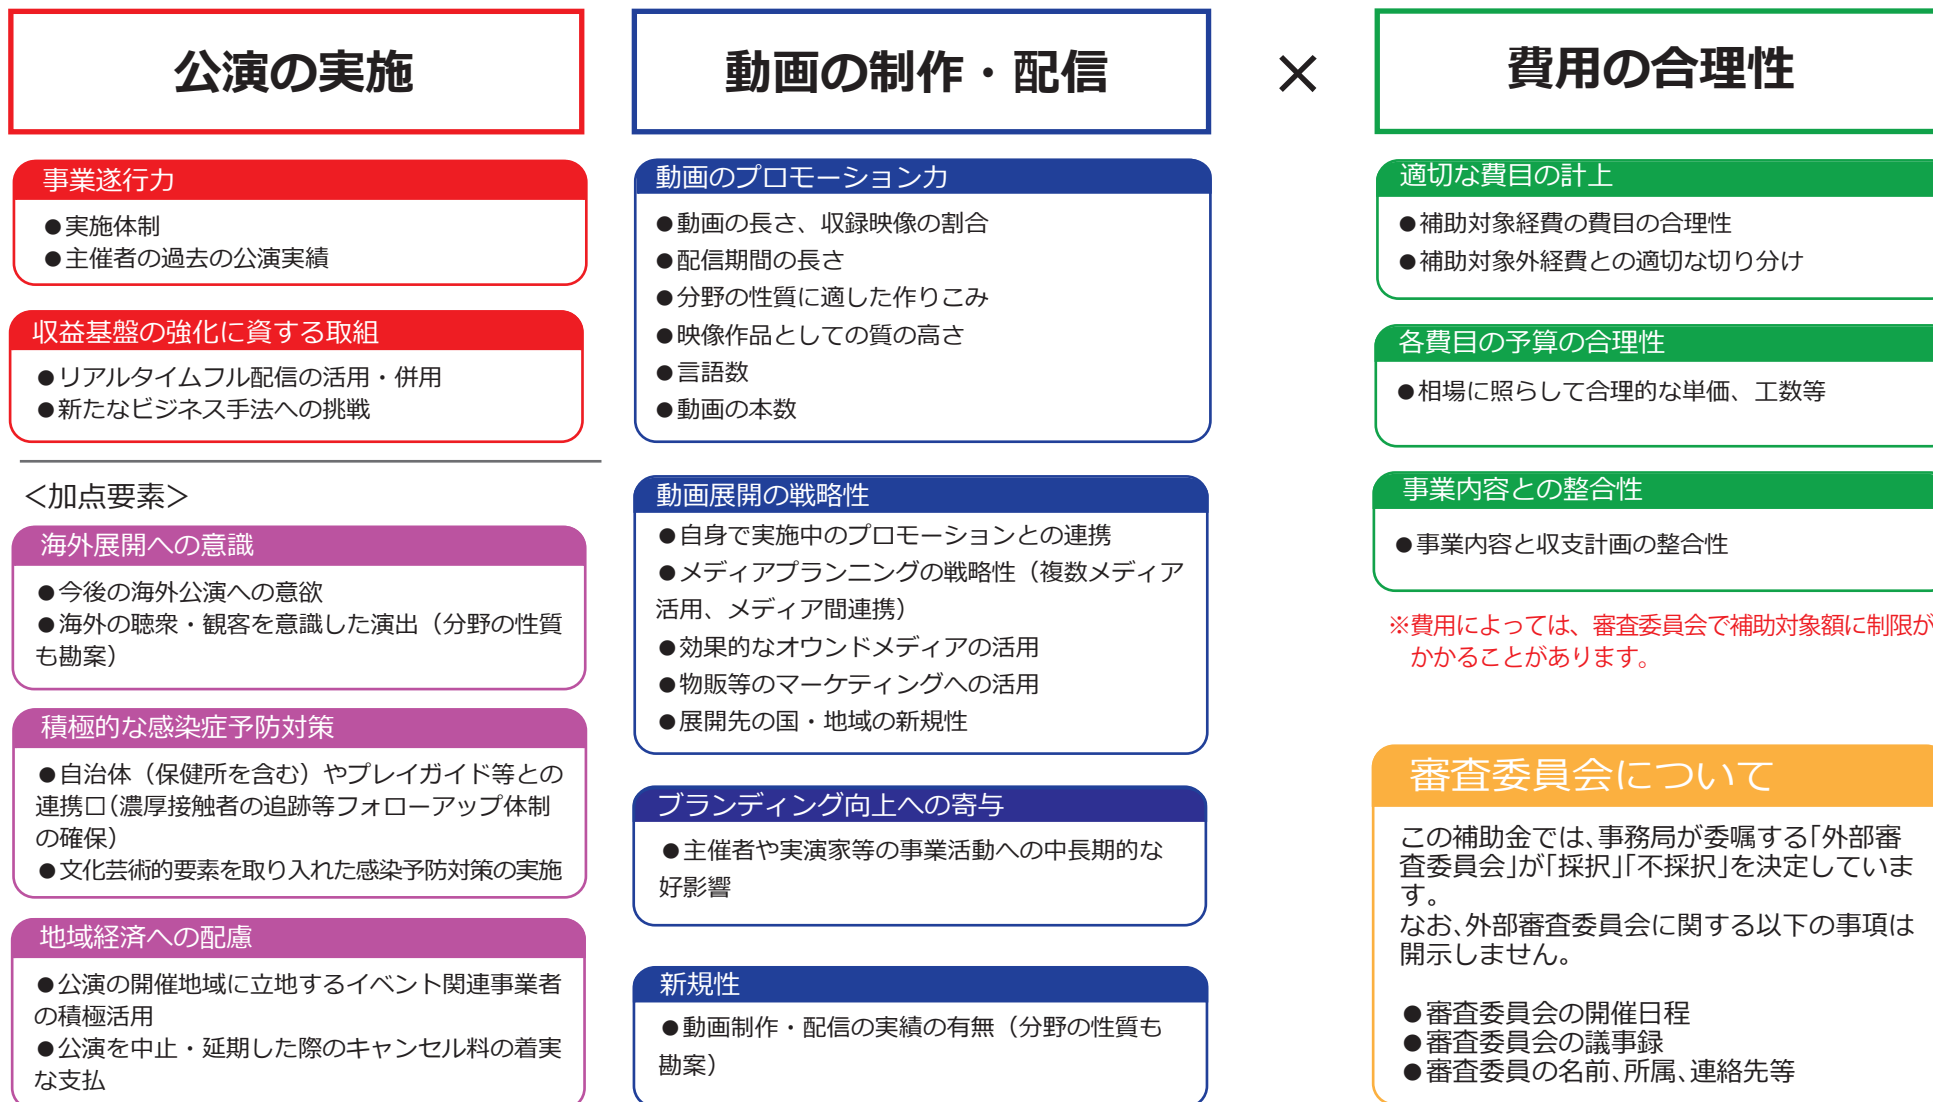 公演の実施
事業遂行力
●実施体制
●主催者の過去の公演実績
収益基盤の強化に資する取組
●リアルタイムフル配信の活用・併用
●新たなビジネス手法への挑戦
＜加点要素＞
海外展開への意識
●今後の海外公演への意欲
●海外の聴衆・観客を意識した演出（分野の性質
も勘案）
積極的な感染症予防対策
●自治体（保健所を含む）やプレイガイド等との
連携口（濃厚接触者の追跡等フォローアップ体制
の確保）
●文化芸術的要素を取り入れた感染予防対策の実施
地域経済への配慮
●公演の開催地域に立地するイベント関連事業者
の積極活用
●公演を中止・延期した際のキャンセル料の着実
な支払
動画の制作・配信
動画のプロモーション力
●動画の長さ、収録映像の割合
●配信期間の長さ
●分野の性質に適した作りこみ
●映像作品としての質の高さ
●言語数
●動画の本数
動画展開の戦略性
●自身で実施中のプロモーションとの連携
●メディアプランニングの戦略性（複数メディア
活用、メディア間連携）
●効果的なオウンドメディアの活用
●物販等のマーケティングへの活用
●展開先の国・地域の新規性
ブランディング向上への寄与
●主催者や実演家等の事業活動への中長期的な
好影響
新規性
●動画制作・配信の実績の有無（分野の性質も
勘案）
×
費用の合理性
適切な費目の計上
●補助対象経費の費目の合理性
●補助対象外経費との適切な切り分け
各費目の予算の合理性
●相場に照らして合理的な単価、工数等
事業内容との整合性
●事業内容と収支計画の整合性
※費用によっては、審査委員会で補助対象額に制限が
かかることがあります。
審査委員会について
この補助金では、事務局が委嘱する「外部審
査委員会」が「採択」「不採択」を決定していま
す。
なお、外部審査委員会に関する以下の事項は
開示しません。
●審査委員会の開催日程
●審査委員会の議事録
●審査委員の名前、所属、連絡先等